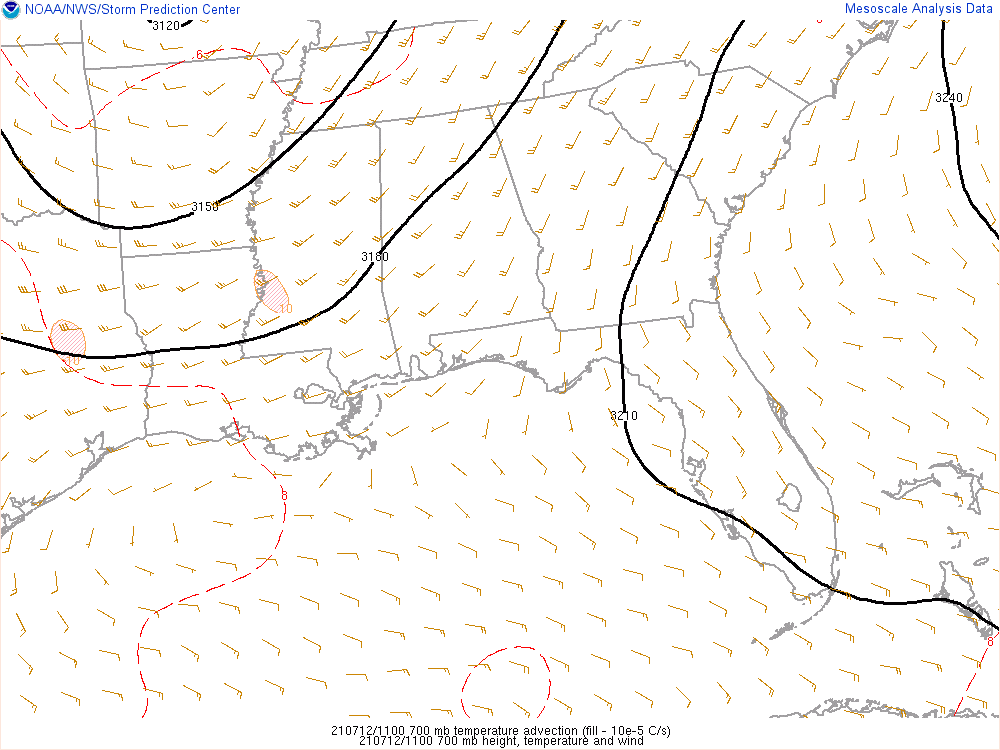 NOAA/NWS/Storm Prediction Center
Mesoscale Analysis Data
3120
6
3240
3150
3180
10
10
3210
8
8
210712/1100 700 mb temperature advection (fill - 10e-5 C/s)
210712/1100 700 mb height, temperature and wind